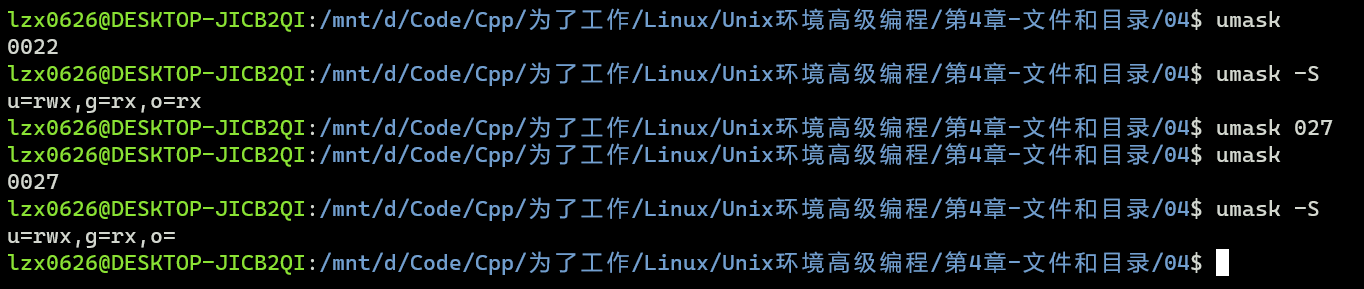 lzx0626@DESKTOP-JICB2QI:/mnt/d/Code/Cpp/为了工作/Linux/Unix环境高级编程/第4章-文件和目录/04$ umask
0022
lzx0626@DESKTOP-JICB2QI:/mnt/d/Code/Cpp/为了工作/Linux/Unix环境高级编程/第4章-文件和目录/04$ umask -S
u=rwx,g=rx,o=rx
lzx0626@DESKTOP-JICB2QI:/mnt/d/Code/Cpp/为了工作/Linux/Unix环境高级编程/第4章-文件和目录/04$ umask 027
lzx0626@DESKTOP-JICB2QI:/mnt/d/Code/Cpp/为了工作/Linux/Unix环境高级编程/第4章-文件和目录/04$ umask
0027
lzx0626@DESKTOP-JICB2QI:/mnt/d/Code/Cpp/为了工作/Linux/Unix环境高级编程/第4章-文件和目录/04$ umask -S
u=rwx,g=rx,o=
lzx0626@DESKTOP-JICB2QI:/mnt/d/Code/Cpp/为了工作/Linux/Unix环境高级编程/第4章-文件和目录/04$